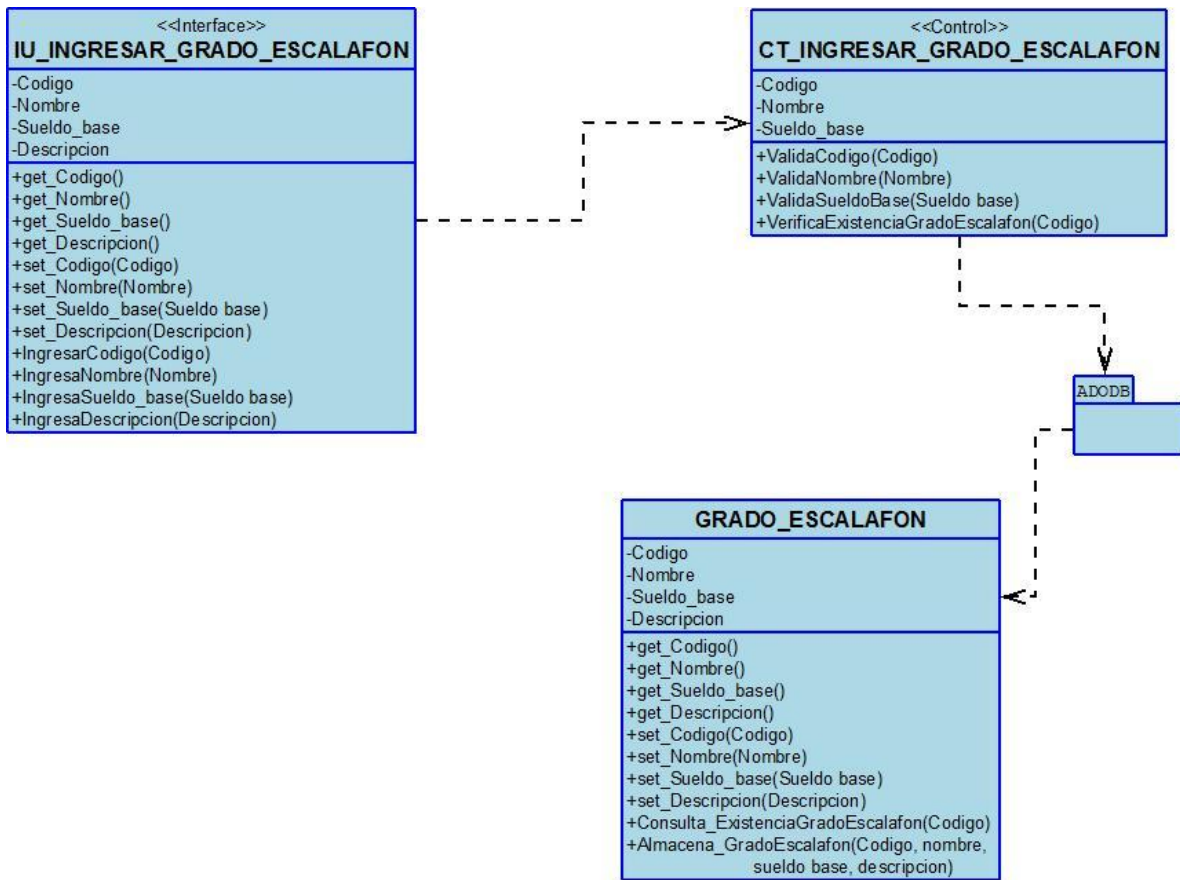 <<Interface>>
IU_INGRESAR_GRADO_ESCALAFON
-Codigo
-Nombre
-Sueldo_base
-Descripcion
+get_Codigo()
+get_Nombre()
+get_Sueldo_base()
+get_Descripcion()
+set_Codigo(Codigo)
+set_Nombre(Nombre)
+set_Sueldo_base(Sueldo base)
+set_Descripcion(Descripcion)
+IngresarCodigo(Codigo)
+IngresaNombre(Nombre)
+IngresaSueldo_base(Sueldo base)
+IngresaDescripcion(Descripcion)
<<Control>>
CT_INGRESAR_GRADO_ESCALAFON
-Codigo
-Nombre
-Sueldo_base
+ValidaCodigo(Codigo)
+ValidaNombre(Nombre)
+ValidaSueldoBase(Sueldo base)
+VerificaExistenciaGradoEscalafon(Codigo)
ADODB
GRADO_ESCALAFON
-Codigo
-Nombre
-Sueldo_base
-Descripcion
+get_Codigo()
+get_Nombre()
+get_Sueldo_base()
+get_Descripcion()
+set_Codigo(Codigo)
+set_Nombre(Nombre)
+set_Sueldo_base(Sueldo base)
+set_Descripcion(Descripcion)
+Consulta_ExistenciaGradoEscalafon(Codigo)
+Almacena_GradoEscalafon(Codigo, nombre,
sueldo base, descripcion)